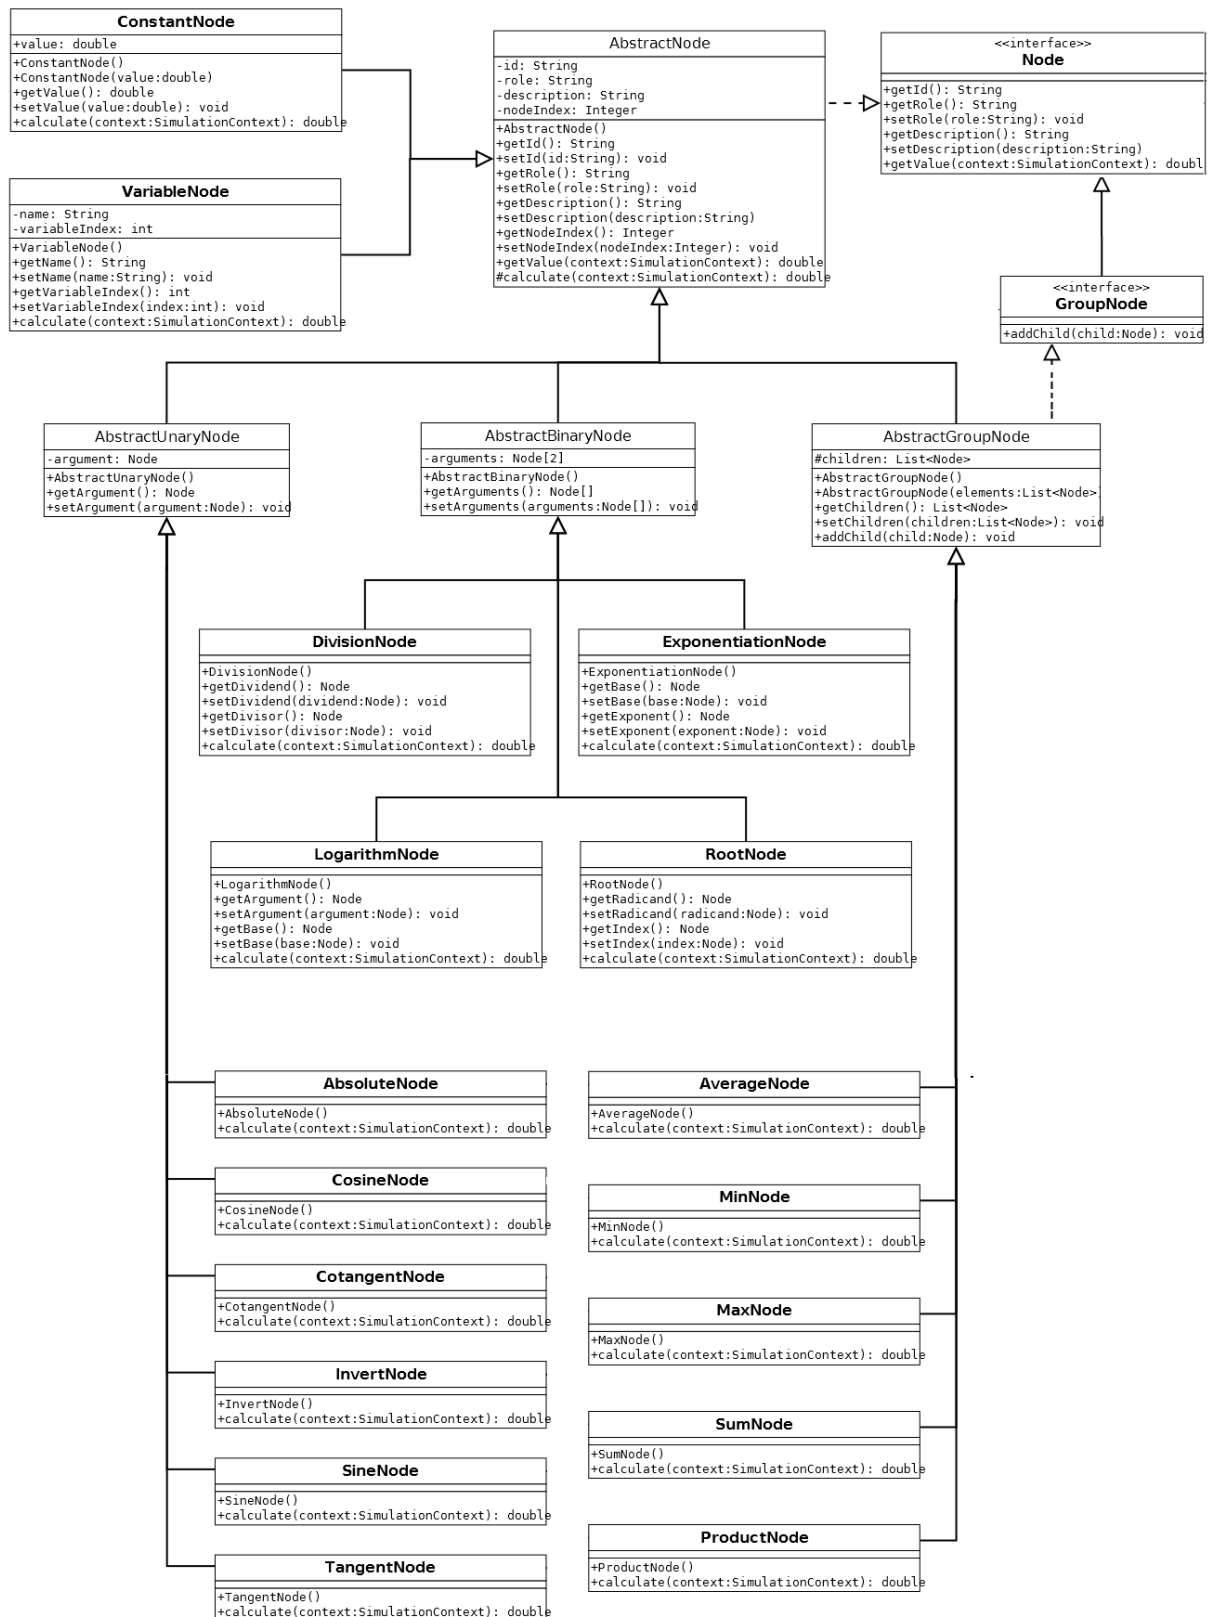 ConstantNode
+value: double
+ConstantNode()
+ConstantNode(value:double)
+getValue(): double
+setValue(value:double): void
+calculate(context:SimulationContext): double
AbstractNode
-id: String
-role: String
-description: String
-nodeIndex: Integer
+AbstractNode()
+getId(): String
+setId(id:String): void
+getRole(): String
+setRole(role:String): void
+getDescription(): String
+setDescription(description:String)
+getNodeIndex(): Integer
+setNodeIndex(nodeIndex:Integer): void
+getValue(context:SimulationContext): double
#calculate(context:SimulationContext): double
<<interface>>
Node
+getId(): String
+getRole(): String
+setRole(role:String): void
+getDescription(): String
+setDescription(description:String)
+getValue(context:SimulationContext): doubl
VariableNode
-name: String
-variableIndex: int
+VariableNode()
+getName(): String
+setName(name:String): void
+getVariableIndex(): int
+setVariableIndex(index:int): void
+calculate(context:SimulationContext): double
<<interface>>
GroupNode
+addChild(child:Node): void
AbstractUnaryNode
-argument: Node
+AbstractUnaryNode()
+getArgument(): Node
+setArgument(argument:Node): void
AbstractBinaryNode
-arguments: Node[2]
+AbstractBinaryNode()
+getArguments(): Node[]
+setArguments(arguments:Node[]): void
AbstractGroupNode
#children: List<Node>
+AbstractGroupNode()
+AbstractGroupNode(elements:List<Node>)
+getChildren(): List<Node>
+setChildren(children:List<Node>): void
+addChild(child:Node): void
DivisionNode
+DivisionNode()
+getDividend(): Node
+setDividend(dividend:Node): void
+getDivisor(): Node
+setDivisor(divisor:Node): void
+calculate(context:SimulationContext): double
ExponentiationNode
+ExponentiationNode()
+getBase(): Node
+setBase(base:Node): void
+getExponent(): Node
+setExponent(exponent:Node): void
+calculate(context:SimulationContext): double
LogarithmNode
+LogarithmNode()
+getArgument(): Node
+setArgument(argument:Node): void
+getBase(): Node
+setBase(base:Node): void
+calculate(context:SimulationContext): double
RootNode
+RootNode()
+getRadicand(): Node
+setRadicand(radicand:Node): void
+getIndex(): Node
+setIndex(index:Node): void
+calculate(context:SimulationContext): double
AbsoluteNode
+AbsoluteNode()
+calculate(context:SimulationContext): double
CosineNode
+CosineNode()
+calculate(context:SimulationContext): double
CotangentNode
+CotangentNode()
+calculate(context:SimulationContext): double
InvertNode
+InvertNode()
+calculate(context:SimulationContext): double
SineNode
+SineNode()
+calculate(context:SimulationContext): double
TangentNode
+TangentNode()
+calculate(context:SimulationContext): double
AverageNode
+AverageNode()
+calculate(context:SimulationContext): double
MinNode
+MinNode()
+calculate(context:SimulationContext): double
MaxNode
+MaxNode()
+calculate(context:SimulationContext): double
SumNode
+SumNode()
+calculate(context:SimulationContext): double
ProductNode
+ProductNode()
+calculate(context:SimulationContext): double